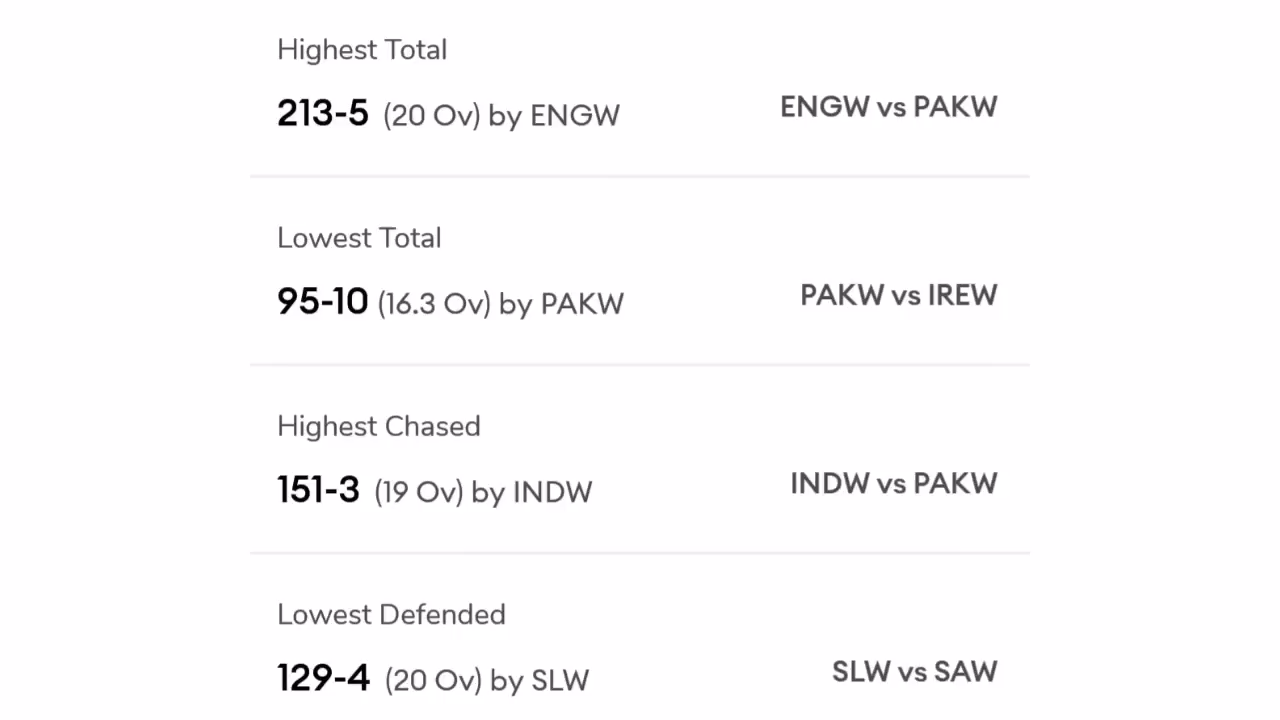 Highest Total
213-5 (20 Ov) by ENGW ENGW vs PAKW
Lowest Total
95-10 (16.3 Ov) by PAKW PAKW vs IREW
Highest Chased
151-3 (19 Ov) by INDW INDW vs PAKW
Lowest Defended
129-4 (20 Ov) by SLW SLW vs SAW